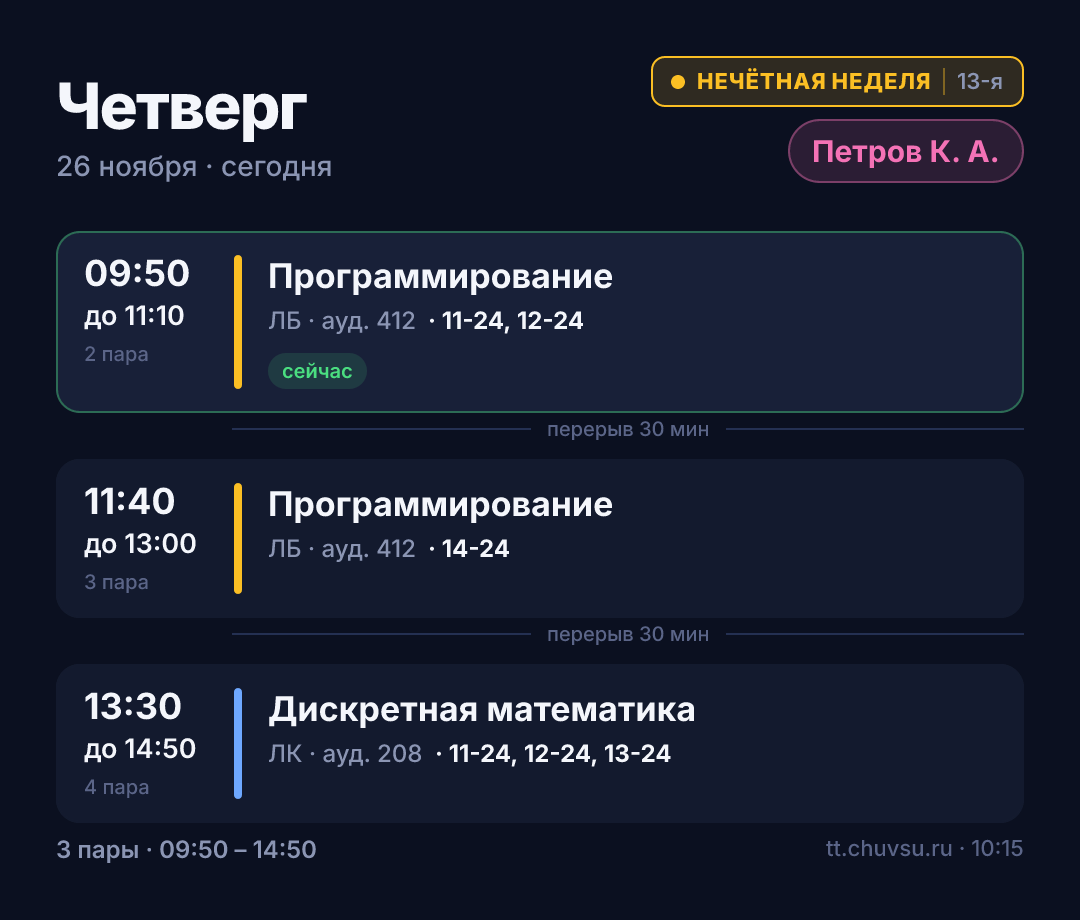 Четверг
26 ноября · сегодня
НЕЧЁТНАЯ НЕДЕЛЯ | 13-я
Петров К. А.
09:50
до 11:10
2 пара
Программирование
ЛБ · ауд. 412 · 11-24, 12-24
сейчас
перерыв 30 мин
11:40
до 13:00
3 пара
Программирование
ЛБ · ауд. 412 · 14-24
перерыв 30 мин
13:30
до 14:50
4 пара
Дискретная математика
ЛК · ауд. 208 · 11-24, 12-24, 13-24
3 пары · 09:50 – 14:50
tt.chuvsu.ru · 10:15